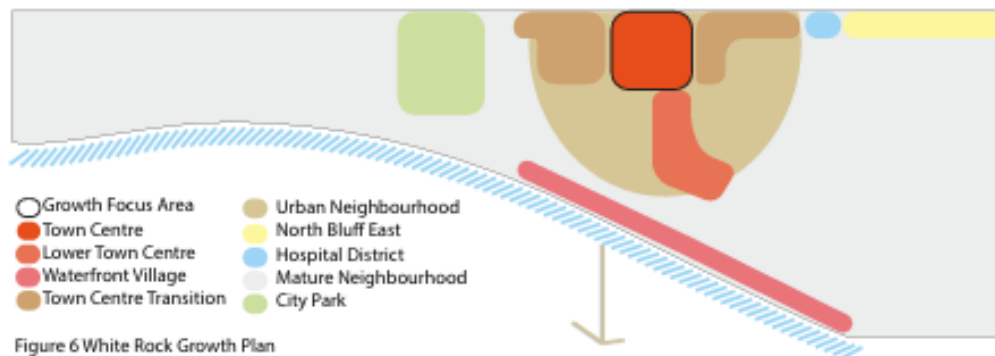 Growth Focus Area
Town Centre
Lower Town Centre
Waterfront Village
Town Centre Transition
Urban Neighbourhood
North Bluff East
Hospital District
Mature Neighbourhood
City Park
Figure 6 White Rock Growth Plan